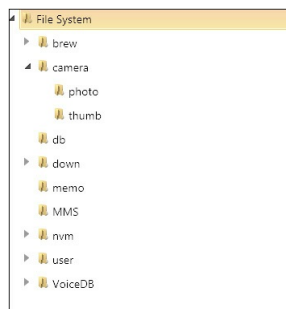 File System
brew
camera
photo
thumb
db
down
memo
MMS
nvm
user
VoiceDB